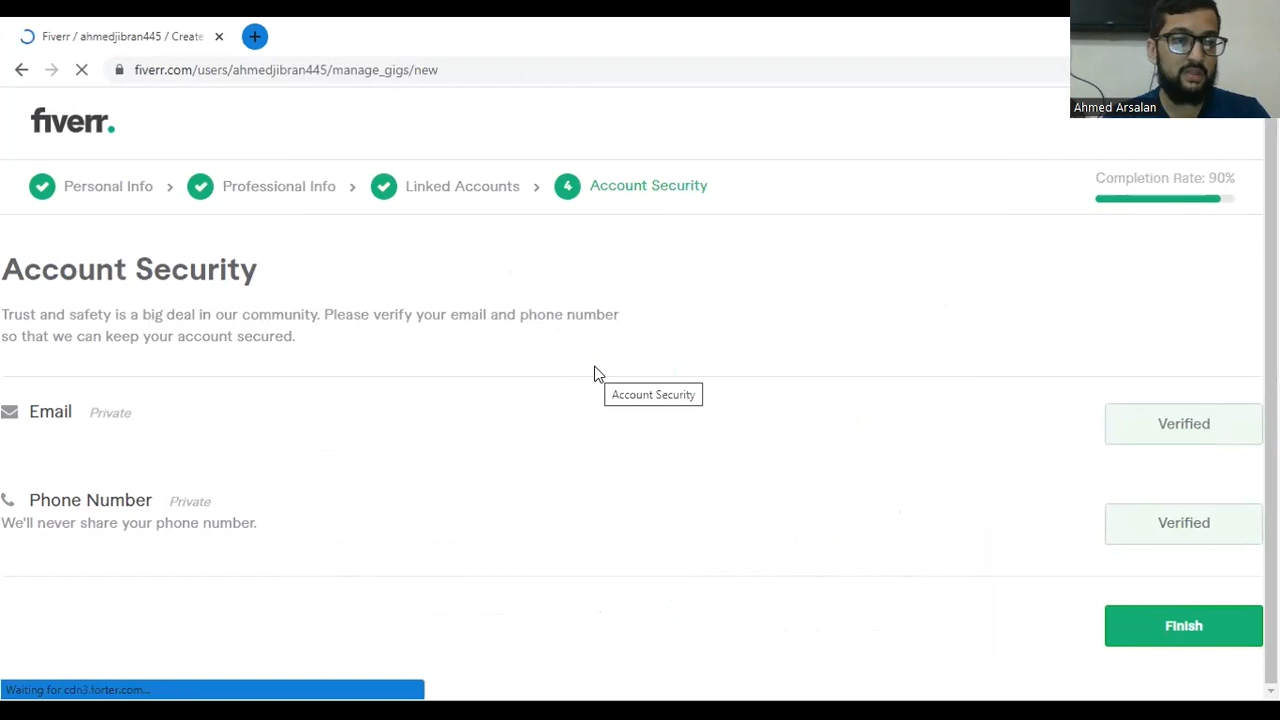 Fiverr / ahmedjibran445 / Create
fiverr.com/users/ahmedjibran445/manage_gigs/new
Ahmed Arsalan
fiverr.
Personal Info
Professional Info
Linked Accounts
4 Account Security
Completion Rate: 90%
Account Security
Trust and safety is a big deal in our community. Please verify your email and phone number
so that we can keep your account secured.
Account Security
Email Private
Verified
Phone Number Private
We'll never share your phone number.
Verified
Finish
Waiting for cdn3.forter.com...